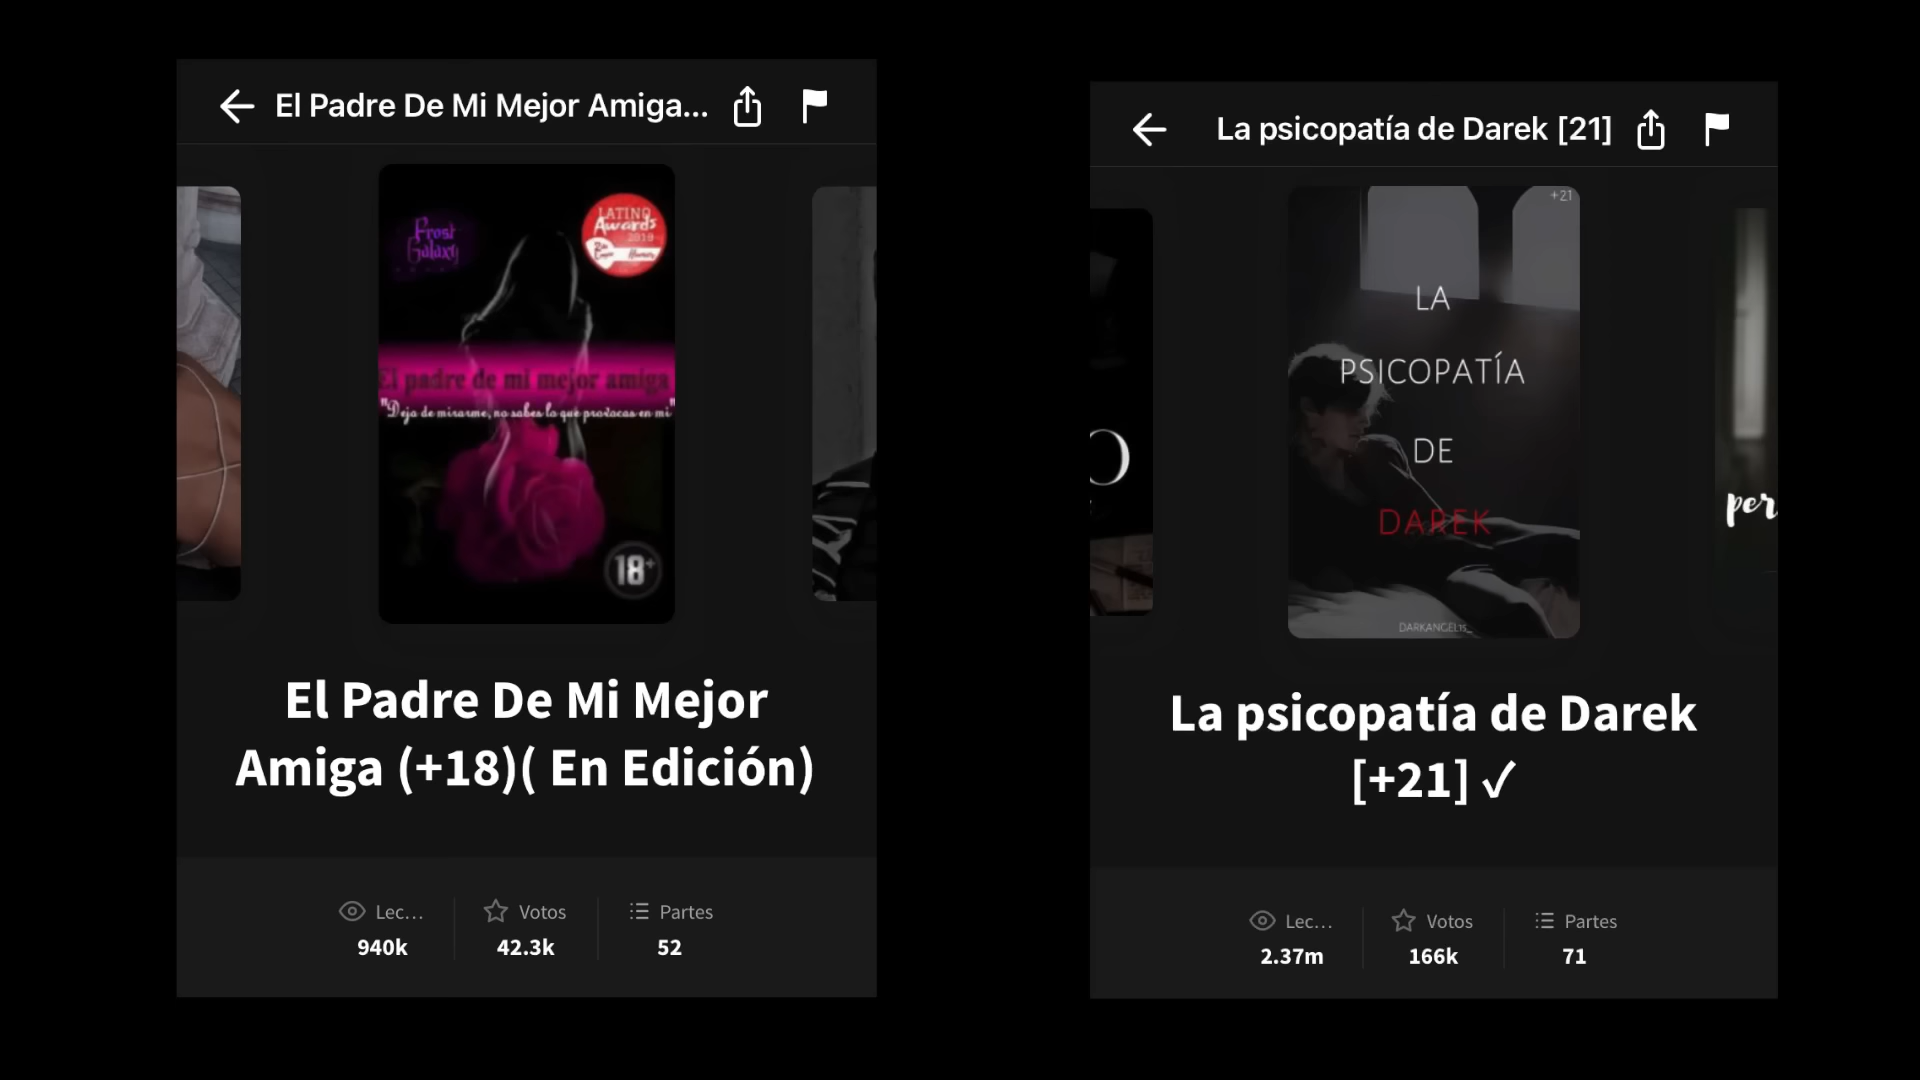 El Padre De Mi Mejor Amiga...
Frost
Galaxy
LATINO
Awards
2019
El padre de mi mejor amiga
"Deja de mirarme, no sabes lo que provocas en mi"
18+
El Padre De Mi Mejor
Amiga (+18)( En Edición)
Lec...
Votos
Partes
940k
42.3k
52
La psicopatía de Darek [21]
+21
LA
PSICOPATÍA
DE
DAREK
DARKANGEL15_
O
per
La psicopatía de Darek
[+21] ✓
Lec...
Votos
Partes
2.37m
166k
71